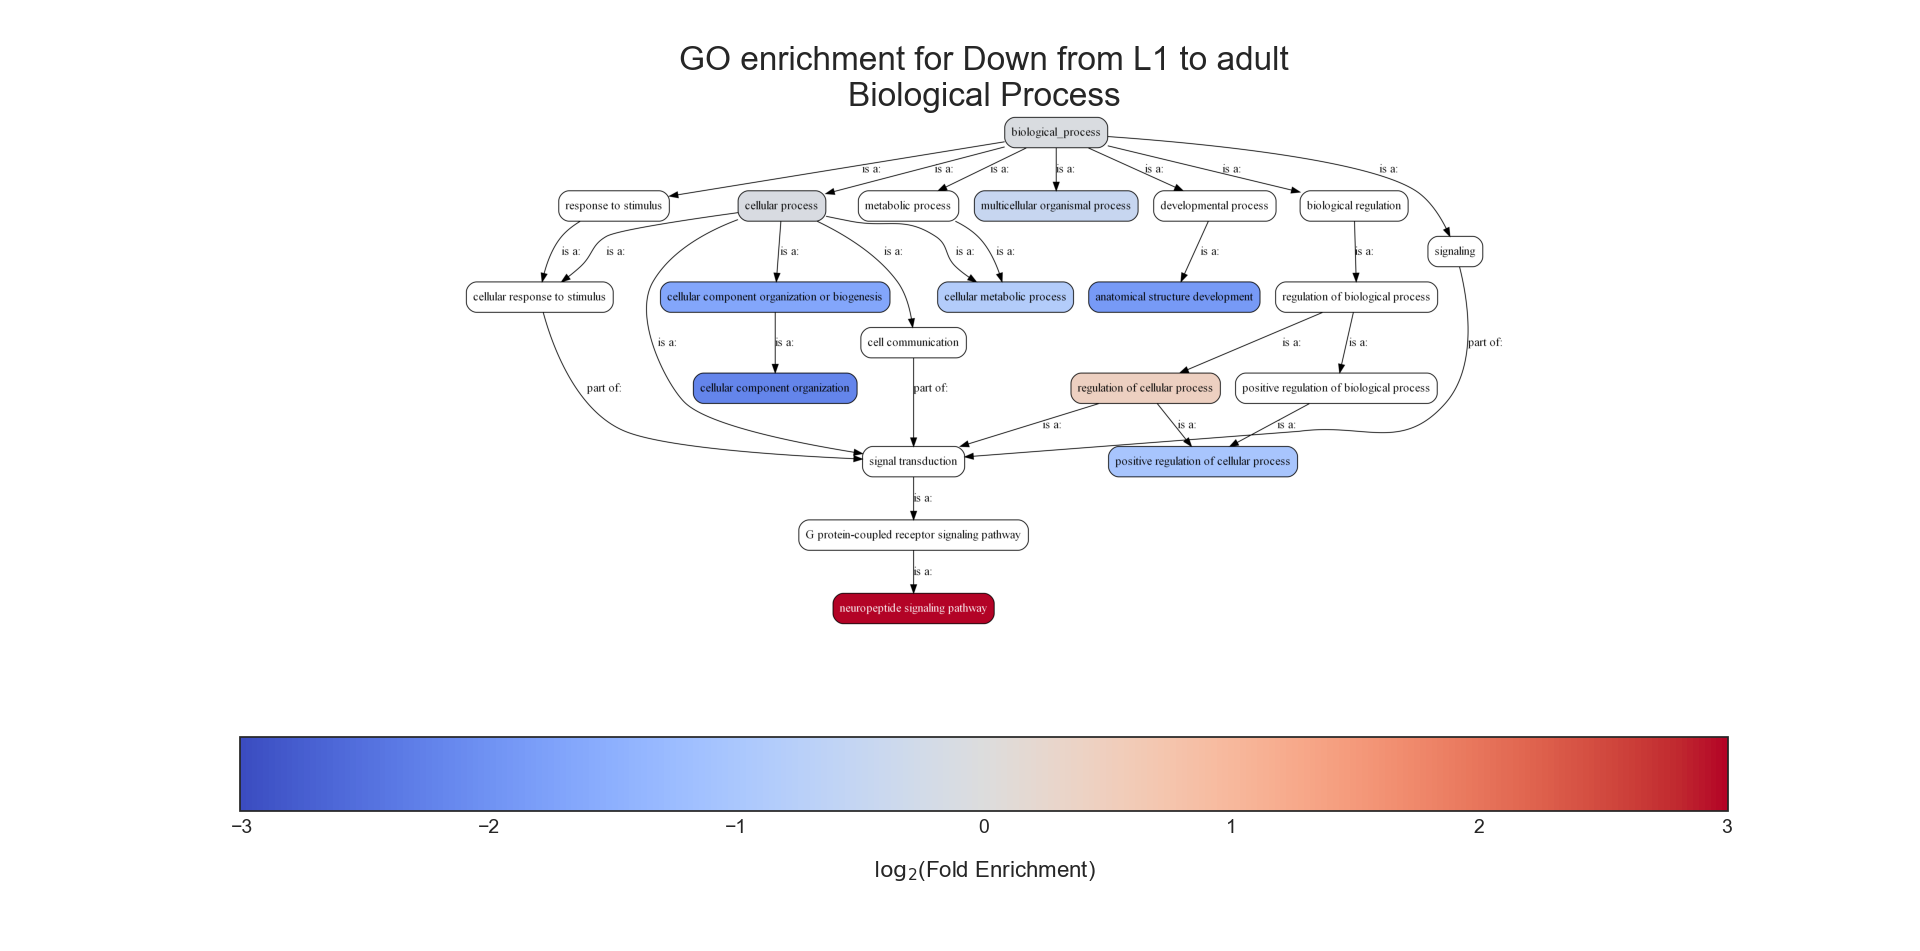 GO enrichment for Down from L1 to adult
Biological Process
biological_process
is a:
is a:
is a:
is a:
is a:
is a:
is a:
response to stimulus
cellular process
metabolic process
multicellular organismal process
developmental process
biological regulation
signaling
is a:
is a:
is a:
is a:
is a:
is a:
is a:
is a:
cellular response to stimulus
cellular component organization or biogenesis
cellular metabolic process
anatomical structure development
regulation of biological process
is a:
is a:
cell communication
is a:
is a:
part of:
part of:
cellular component organization
part of:
regulation of cellular process
positive regulation of biological process
is a:
is a:
is a:
signal transduction
positive regulation of cellular process
is a:
G protein-coupled receptor signaling pathway
is a:
neuropeptide signaling pathway
−3
−2
−1
0
1
2
3
log₂(Fold Enrichment)